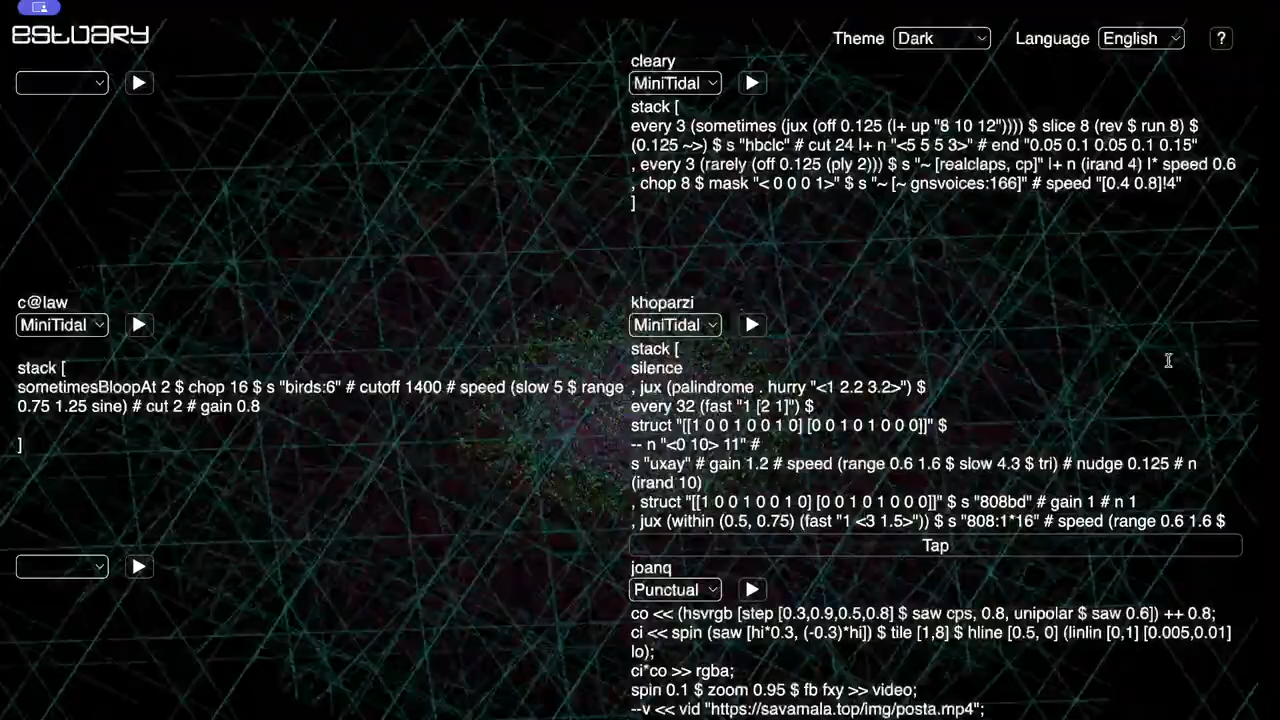 estuary
Theme Dark Language English ?
cleary
MiniTidal
stack [
every 3 (sometimes (jux (off 0.125 (|+ up "8 10 12")))) $ slice 8 (rev $ run 8) $
(0.125 ~>) $ s "hbclc" # cut 24 |+ n "<5 5 5 3>" # end "0.05 0.1 0.05 0.1 0.15"
, every 3 (rarely (off 0.125 (ply 2))) $ s "~ [realclaps, cp]" |+ n (irand 4) |* speed 0.6
, chop 8 $ mask "< 0 0 0 1>" $ s "~ [~ gnsvoices:166]" # speed "[0.4 0.8]!4"
]
c@law
MiniTidal
stack [
sometimesBloopAt 2 $ chop 16 $ s "birds:6" # cutoff 1400 # speed (slow 5 $ range
0.75 1.25 sine) # cut 2 # gain 0.8
]
khoparzi
MiniTidal
stack [
silence
, jux (palindrome . hurry "<1 2.2 3.2>") $
every 32 (fast "1 [2 1]") $
struct "[[1 0 0 1 0 0 1 0] [0 0 1 0 1 0 0 0]]" $
-- n "<0 10> 11" #
s "uxay" # gain 1.2 # speed (range 0.6 1.6 $ slow 4.3 $ tri) # nudge 0.125 # n
(irand 10)
, struct "[[1 0 0 1 0 0 1 0] [0 0 1 0 1 0 0 0]]" $ s "808bd" # gain 1 # n 1
, jux (within (0.5, 0.75) (fast "1 <3 1.5>")) $ s "808:1*16" # speed (range 0.6 1.6 $
Tap
joanq
Punctual
co << (hsvrgb [step [0.3,0.9,0.5,0.8] $ saw cps, 0.8, unipolar $ saw 0.6]) ++ 0.8;
ci << spin (saw [hi*0.3, (-0.3)*hi]) $ tile [1,8] $ hline [0.5, 0] (linlin [0,1] [0.005,0.01]
lo);
ci*co >> rgba;
spin 0.1 $ zoom 0.95 $ fb fxy >> video;
--v << vid "https://savamala.top/img/posta.mp4";